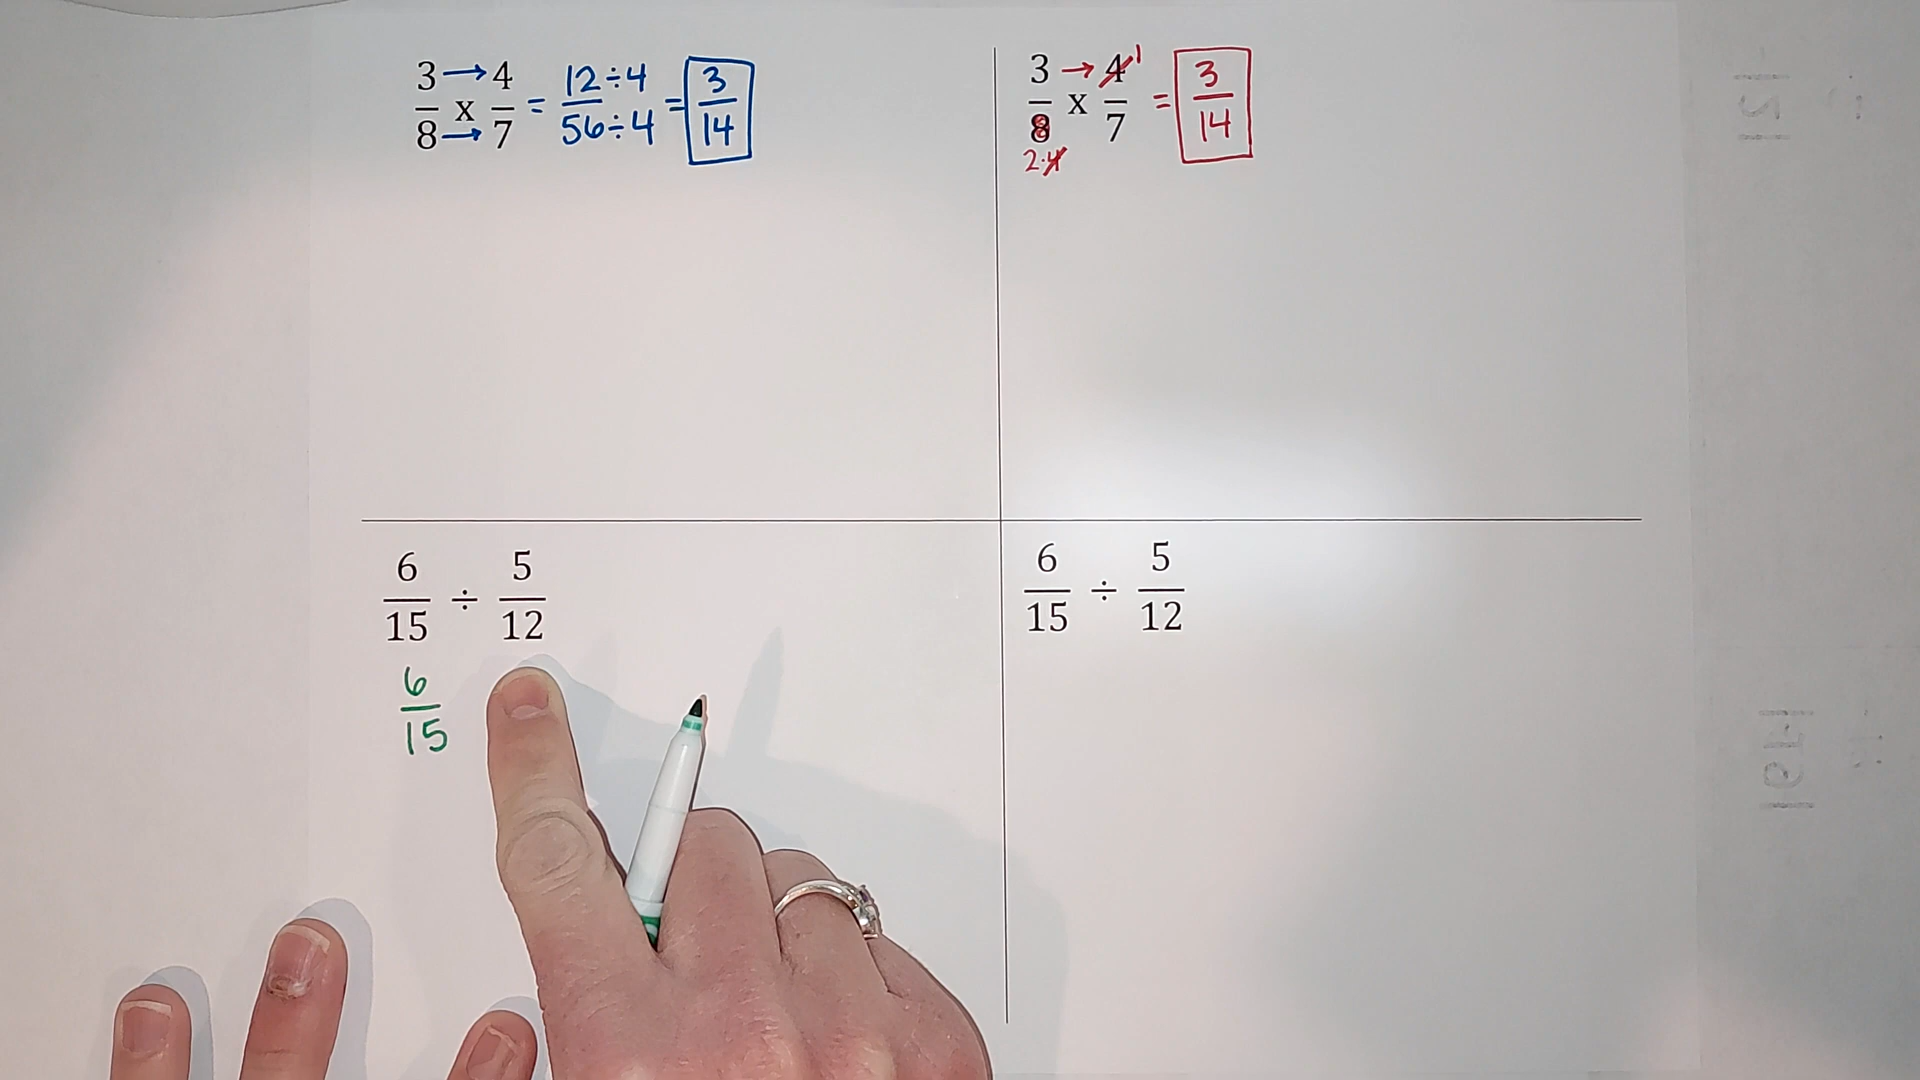 3 → 4 = 12 ÷ 4 = 3
8 x → 7 56 ÷ 4 14
3 → 4 1 = 3
8 x 7 14
2·4
6 ÷ 5
15 12
6
15
6 ÷ 5
15 12